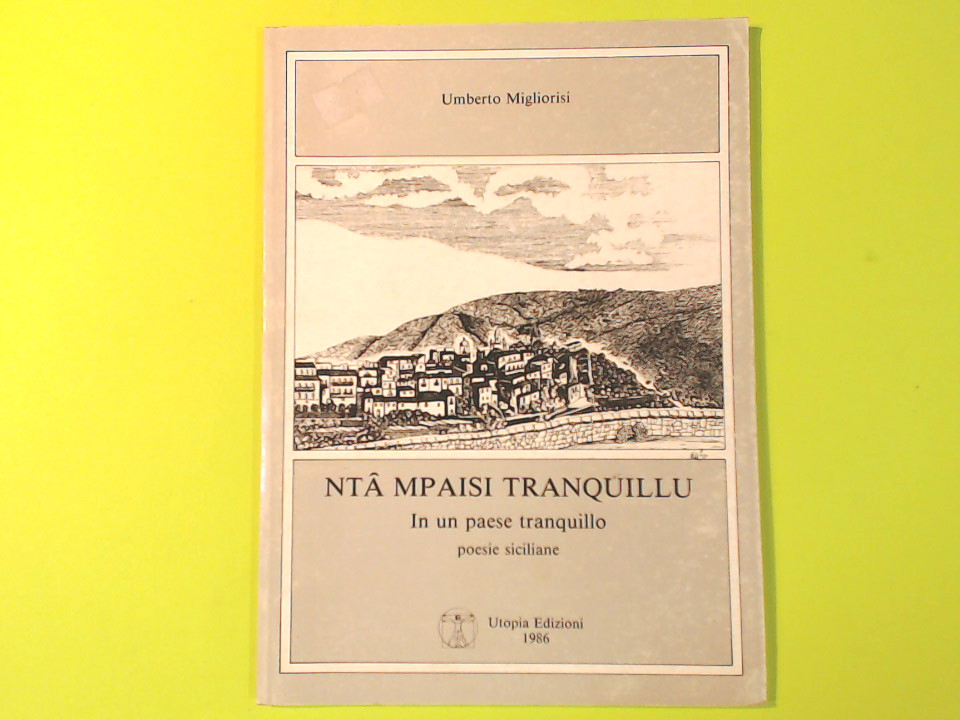 Umberto Migliorisi
NTÂ MPAISI TRANQUILLU
In un paese tranquillo
poesie siciliane
Utopia Edizioni
1986